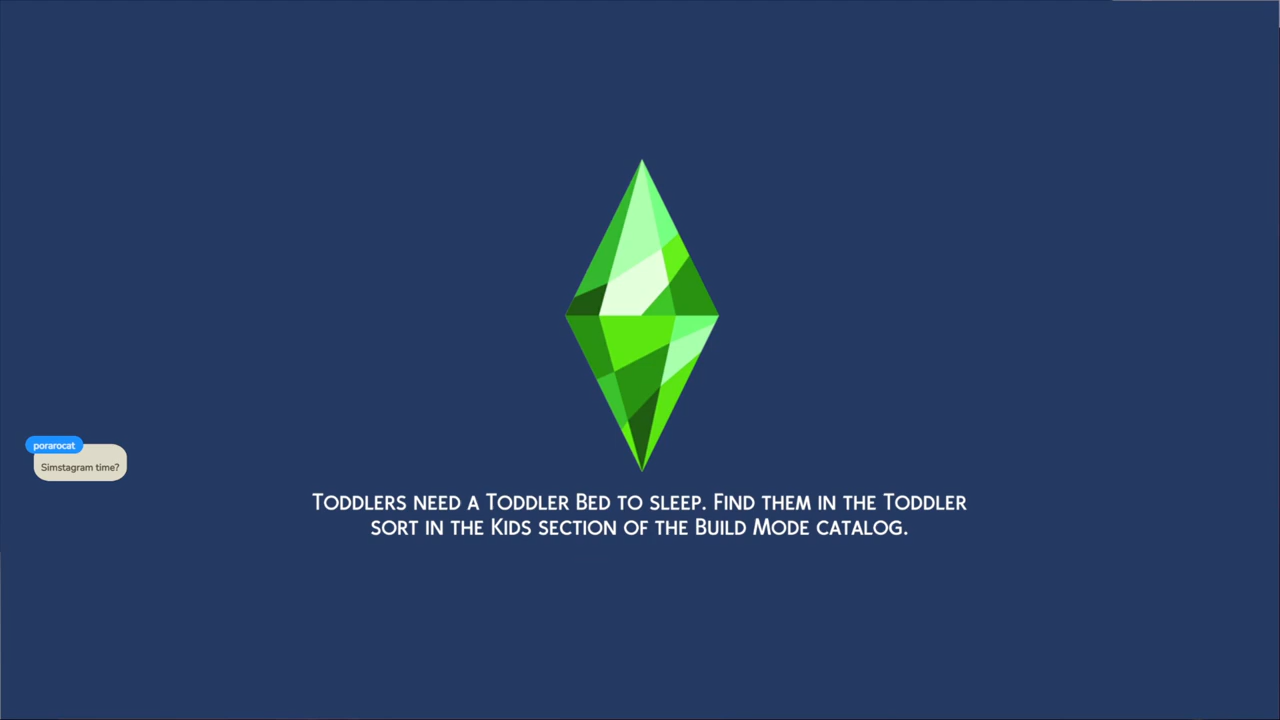 porarocat
Simstagram time?
TODDLERS NEED A TODDLER BED TO SLEEP. FIND THEM IN THE TODDLER
SORT IN THE KIDS SECTION OF THE BUILD MODE CATALOG.